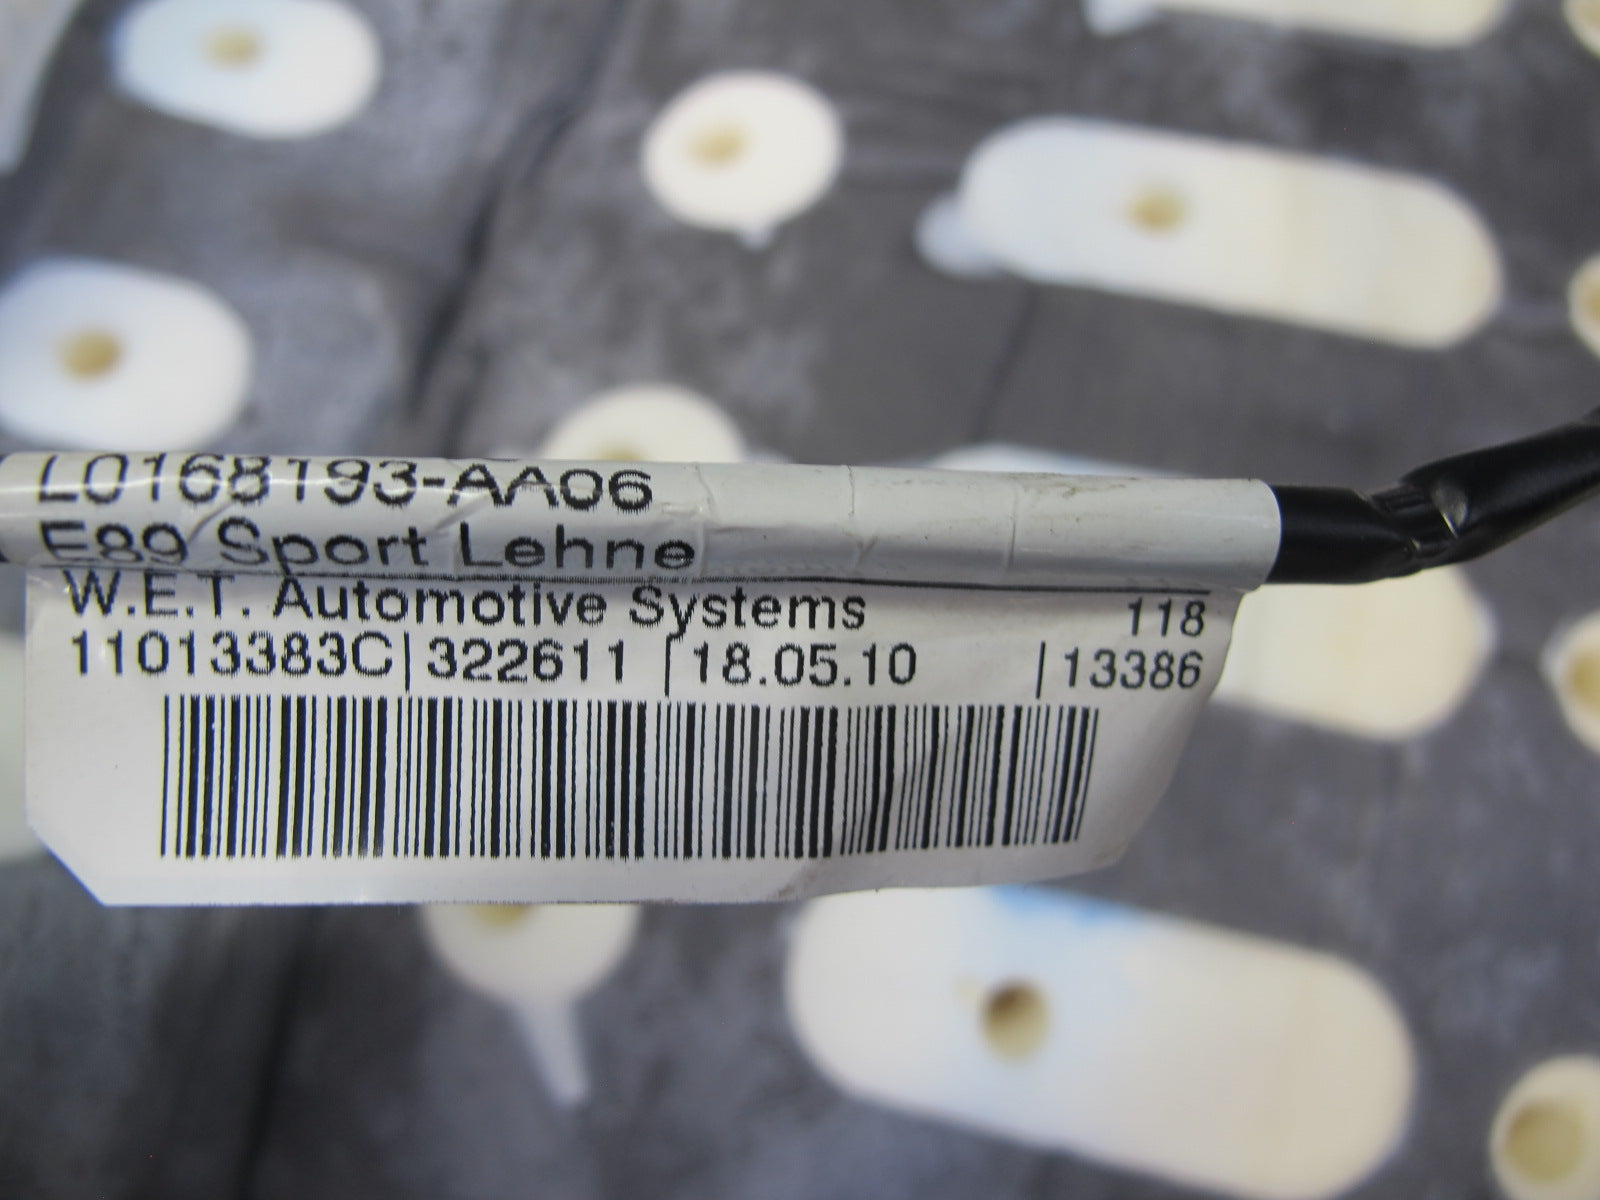 L0168193-AA06
E89 Sport Lehne
W.E.T. Automotive Systems 118
11013383C|322611 |18.05.10 |13386